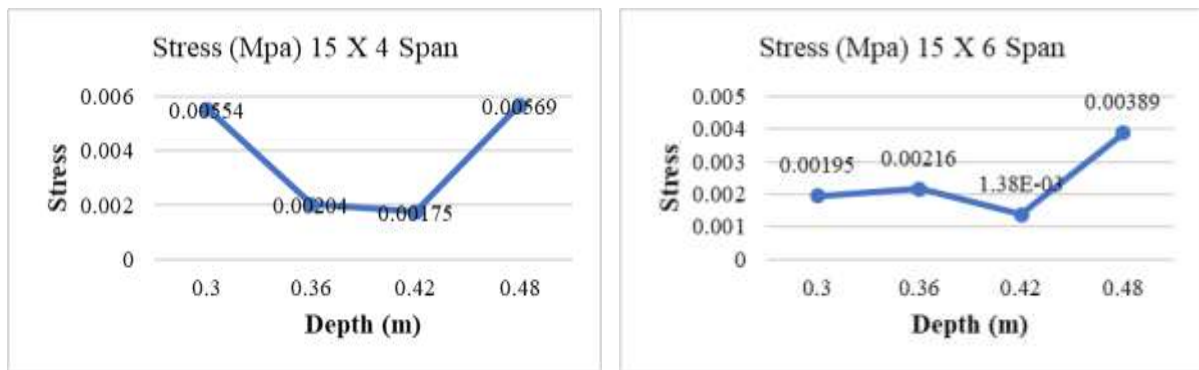 Stress (Mpa) 15 X 4 Span
0.006
0.004
0.002
0
Stress
0.00554
0.00204
0.00175
0.00569
0.3 0.36 0.42 0.48
Depth (m)
Stress (Mpa) 15 X 6 Span
0.005
0.004
0.003
0.002
0.001
0
Stress
0.00195
0.00216
1.38E-03
0.00389
0.3 0.36 0.42 0.48
Depth (m)